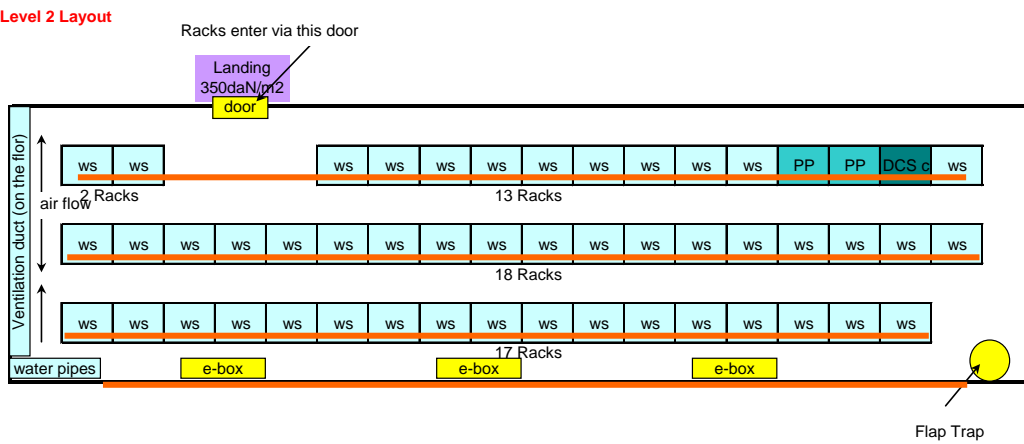 Level 2 Layout
Racks enter via this door
Landing
350daN/m2
door
Ventilation duct (on the flor)
air flow
ws ws ws ws ws ws ws ws ws ws ws PP PP DCS c ws
2 Racks 13 Racks
ws ws ws ws ws ws ws ws ws ws ws ws ws ws ws ws ws ws
18 Racks
ws ws ws ws ws ws ws ws ws ws ws ws ws ws ws ws ws
17 Racks
water pipes e-box e-box e-box
Flap Trap